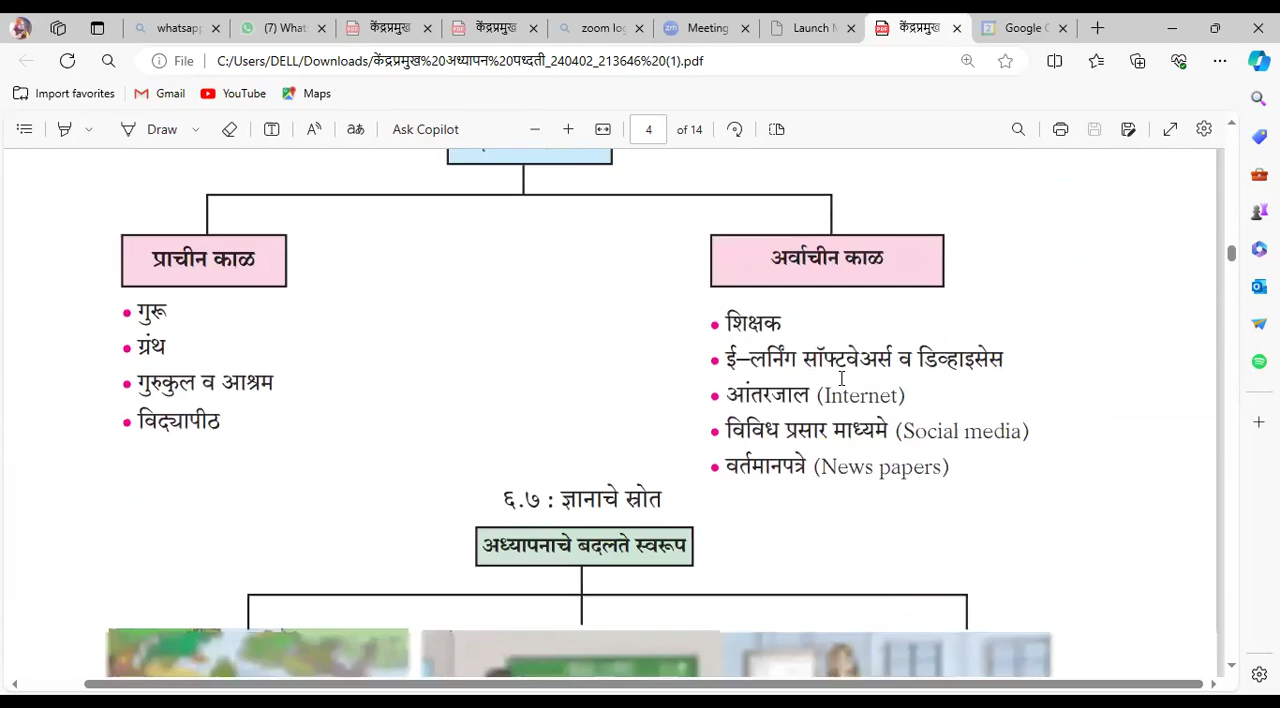 whatsapp
(7) What
केंद्रप्रमुख
केंद्रप्रमुख
zoom log
Meeting
Launch M
केंद्रप्रमुख
Google C
File
C:/Users/DELL/Downloads/केंद्रप्रमुख%20अध्यापन%20पध्दती_240402_213646%20(1).pdf
Import favorites
Gmail
YouTube
Maps
Draw
Ask Copilot
4
of 14
प्राचीन काळ
अर्वाचीन काळ
• गुरू
• ग्रंथ
• गुरुकुल व आश्रम
• विद्यापीठ
• शिक्षक
• ई–लर्निंग सॉफ्टवेअर्स व डिव्हाइसेस
• आंतरजाल (Internet)
• विविध प्रसार माध्यमे (Social media)
• वर्तमानपत्रे (News papers)
६.७ : ज्ञानाचे स्रोत
अध्यापनाचे बदलते स्वरूप